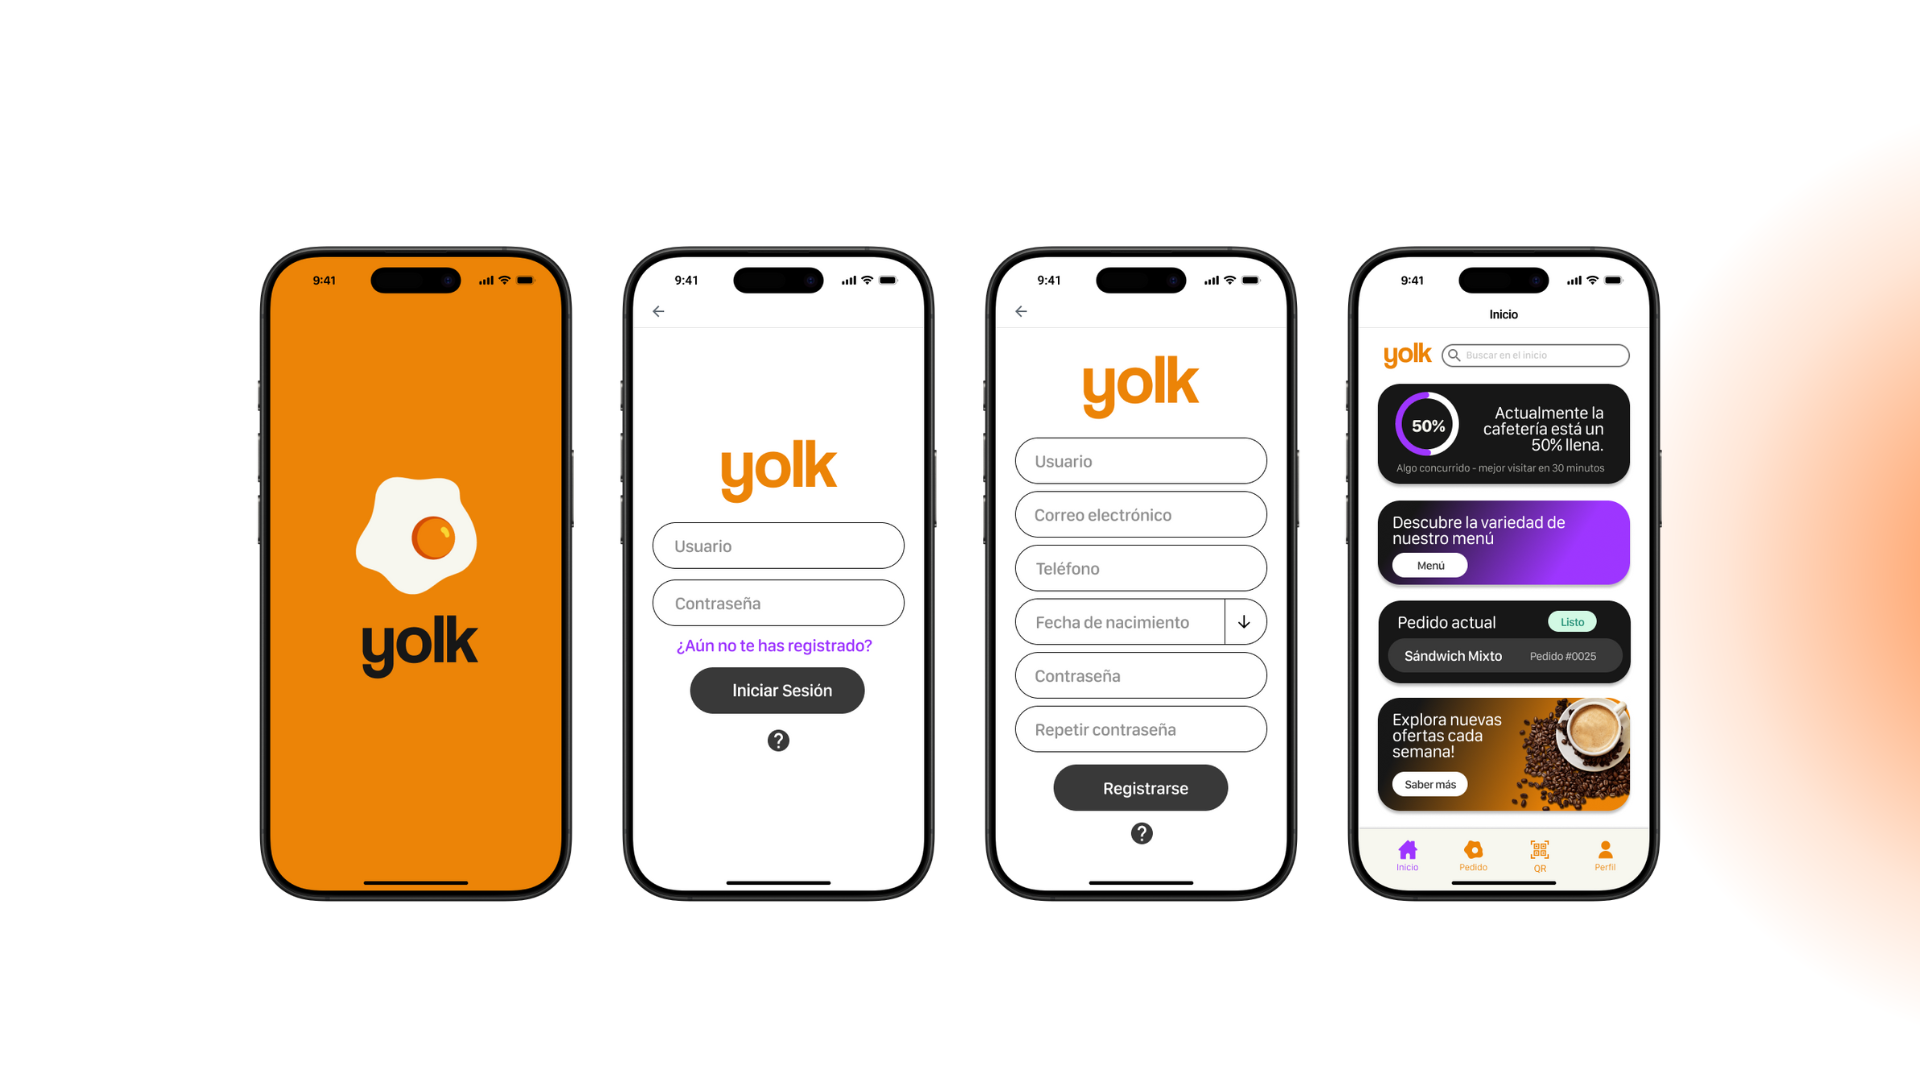 9:41
yolk
9:41
yolk
Usuario
Contraseña
¿Aún no te has registrado?
Iniciar Sesión
?
9:41
yolk
Usuario
Correo electrónico
Teléfono
Fecha de nacimiento
Contraseña
Repetir contraseña
Registrarse
?
9:41
Inicio
yolk
Buscar en el inicio
50%
Actualmente la
cafetería está un
50% llena.
Algo concurrido - mejor visitar en 30 minutos
Descubre la variedad de
nuestro menú
Menú
Pedido actual
Listo
Sándwich Mixto
Pedido #0025
Explora nuevas
ofertas cada
semana!
Saber más
Inicio
Pedido
QR
Perfil